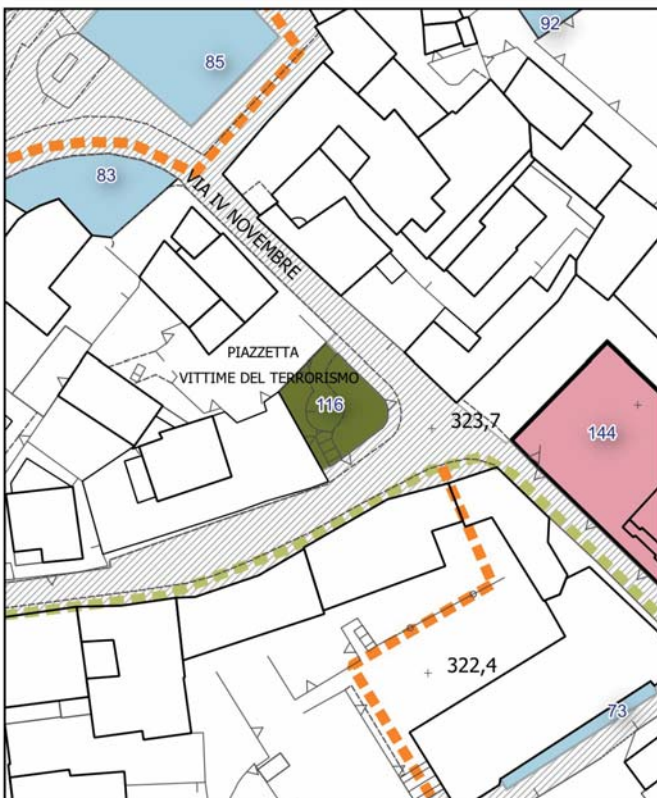 92
85
83
VIA IV NOVEMBRE
PIAZZETTA
VITTIME DEL TERRORISMO
116
323,7
144
322,4
73